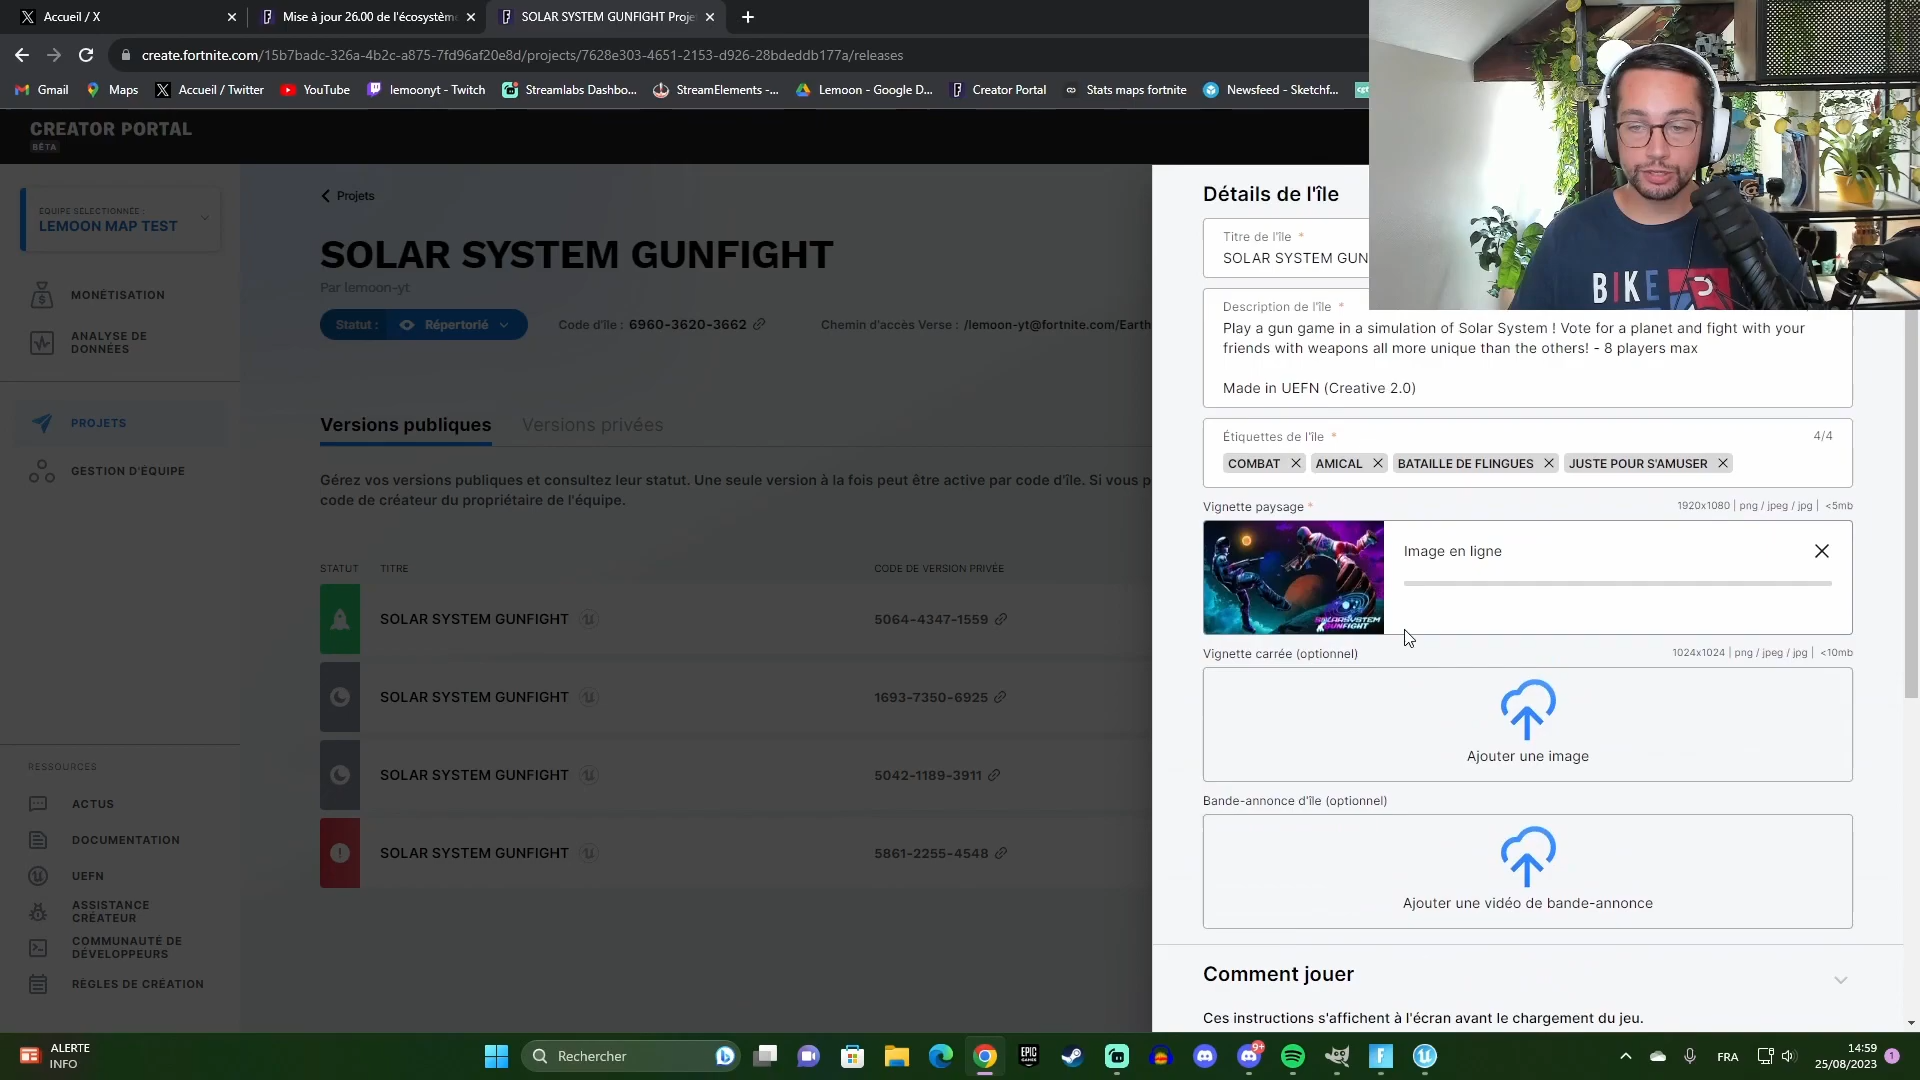 Accueil / X
Mise à jour 26.00 de l'écosystèm
SOLAR SYSTEM GUNFIGHT Proje
create.fortnite.com/15b7badc-326a-4b2c-a875-7fd96af20e8d/projects/7628e303-4651-2153-d926-28bdeddb177a/releases
Gmail
Maps
Accueil / Twitter
YouTube
lemoonyt - Twitch
Streamlabs Dashbo...
StreamElements -...
Lemoon - Google D...
Creator Portal
Stats maps fortnite
Newsfeed - Sketchf...
CREATOR PORTAL
BÊTA
ÉQUIPE SÉLECTIONNÉE :
LEMOON MAP TEST
MONÉTISATION
ANALYSE DE
DONNÉES
PROJETS
GESTION D'ÉQUIPE
RESSOURCES
ACTUS
DOCUMENTATION
UEFN
ASSISTANCE
CRÉATEUR
COMMUNAUTÉ DE
DÉVELOPPEURS
RÈGLES DE CRÉATION
Projets
SOLAR SYSTEM GUNFIGHT
Par lemoon-yt
Statut : Répertorié
Code d'île : 6960-3620-3662
Chemin d'accès Verse : /lemoon-yt@fortnite.com/Earth
Versions publiques
Versions privées
Gérez vos versions publiques et consultez leur statut. Une seule version à la fois peut être active par code d'île. Si vous p
code de créateur du propriétaire de l'équipe.
STATUT TITRE CODE DE VERSION PRIVÉE
SOLAR SYSTEM GUNFIGHT 5064-4347-1559
SOLAR SYSTEM GUNFIGHT 1693-7350-6925
SOLAR SYSTEM GUNFIGHT 5042-1189-3911
SOLAR SYSTEM GUNFIGHT 5861-2255-4548
Détails de l'île
Titre de l'île *
SOLAR SYSTEM GUN
Description de l'île *
Play a gun game in a simulation of Solar System ! Vote for a planet and fight with your
friends with weapons all more unique than the others! - 8 players max
Made in UEFN (Creative 2.0)
Étiquettes de l'île * 4/4
COMBAT
AMICAL
BATAILLE DE FLINGUES
JUSTE POUR S'AMUSER
Vignette paysage * 1920x1080 | png / jpeg / jpg | <5mb
Image en ligne
SOLAR SYSTEM
GUNFIGHT
Vignette carrée (optionnel) 1024x1024 | png / jpeg / jpg | <10mb
Ajouter une image
Bande-annonce d'île (optionnel)
Ajouter une vidéo de bande-annonce
Comment jouer
Ces instructions s'affichent à l'écran avant le chargement du jeu.
BIKE
ALERTE
INFO
Rechercher
EPIC
GAMES
9+
FRA
14:59
25/08/2023
1